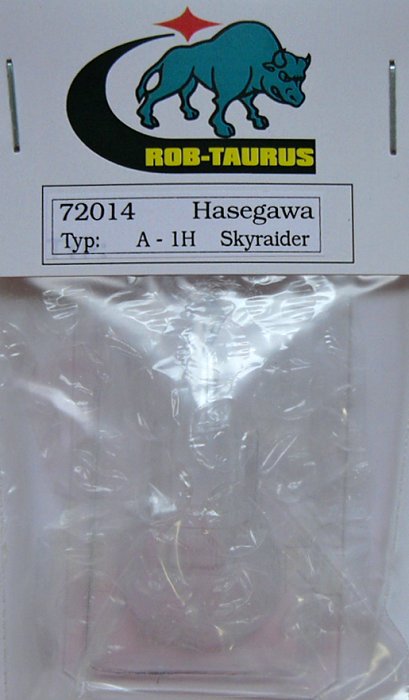 ROB-TAURUS
72014 Hasegawa
Typ: A - 1H Skyraider